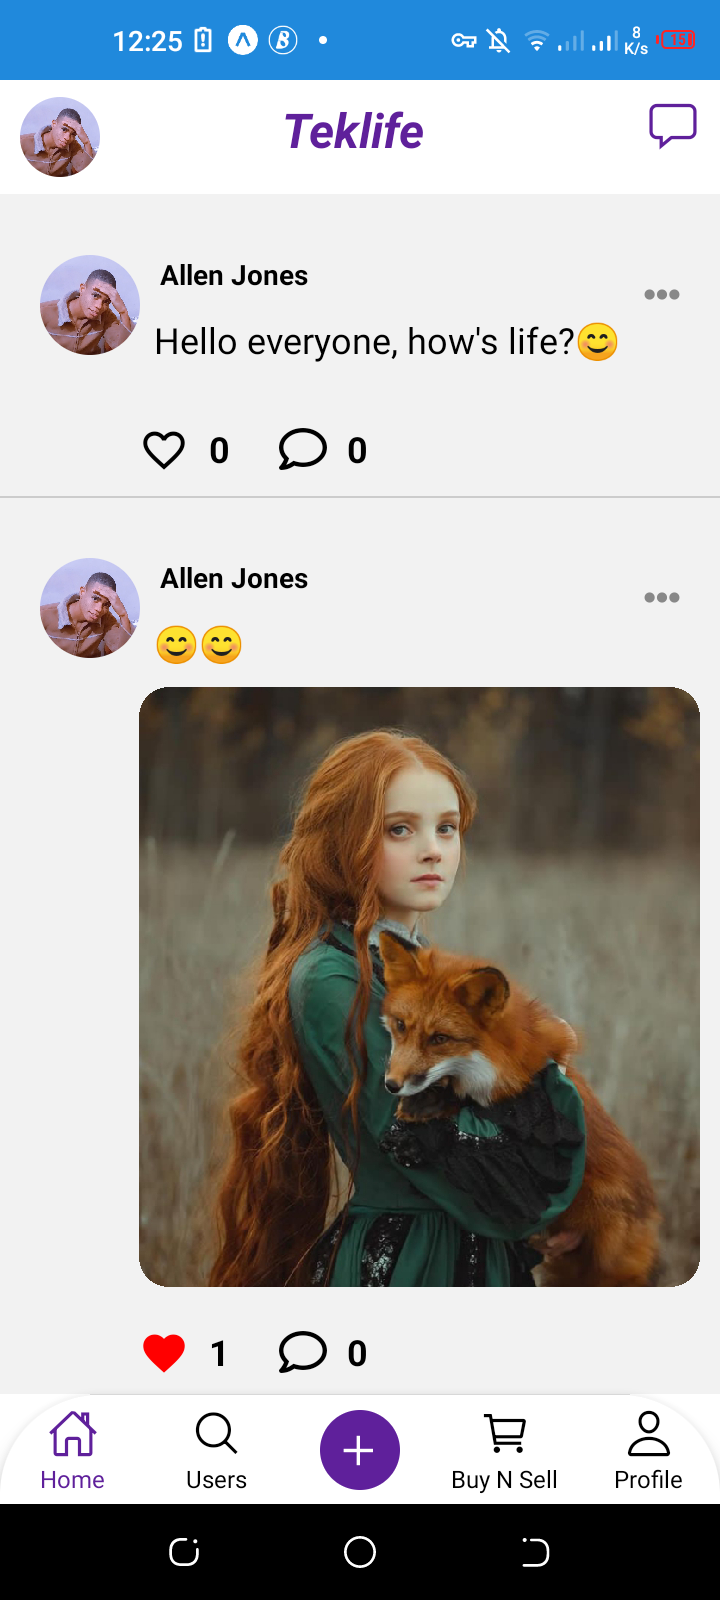 12:25
8
K/s
15
Teklife
Allen Jones
Hello everyone, how's life?😊
0 0
Allen Jones
😊😊
1 0
Home Users Buy N Sell Profile